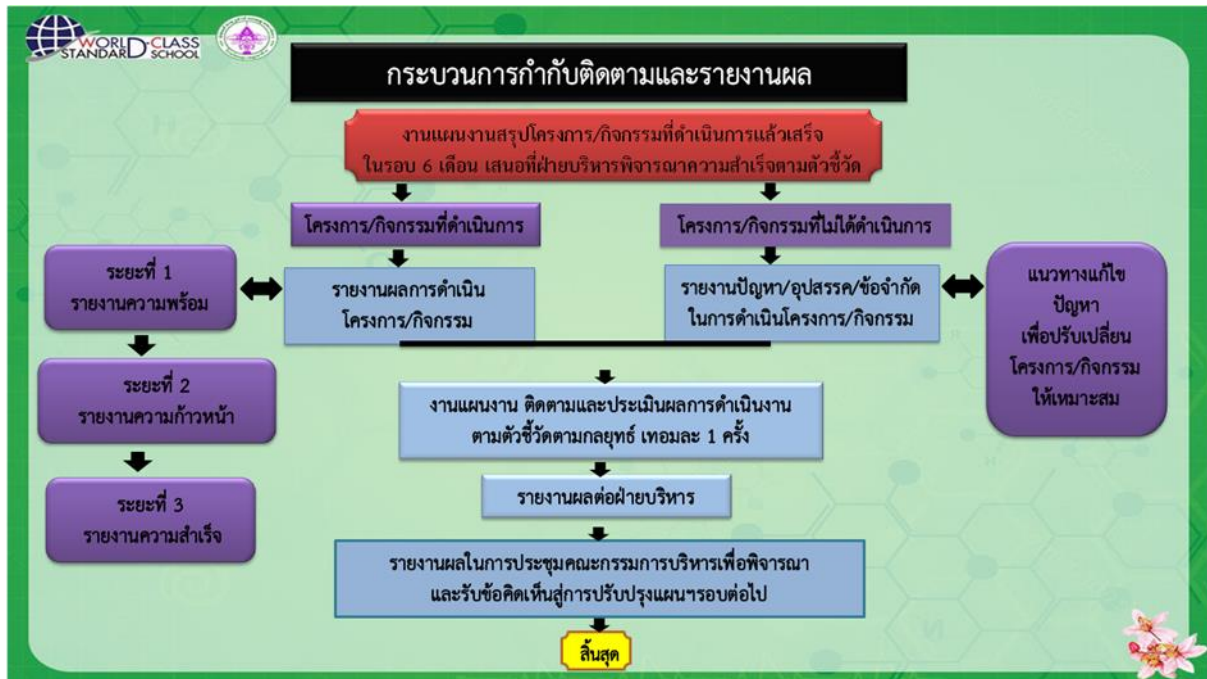 WORLD-CLASS
STANDARD SCHOOL
กระบวนการกำกับติดตามและรายงานผล
งานแผนงานสรุปโครงการ/กิจกรรมที่ดำเนินการแล้วเสร็จ
ในรอบ 6 เดือน เสนอที่ฝ่ายบริหารพิจารณาความสำเร็จตามตัวชี้วัด
โครงการ/กิจกรรมที่ดำเนินการ
โครงการ/กิจกรรมที่ไม่ได้ดำเนินการ
ระยะที่ 1
รายงานความพร้อม
รายงานผลการดำเนิน
โครงการ/กิจกรรม
รายงานปัญหา/อุปสรรค/ข้อจำกัด
ในการดำเนินโครงการ/กิจกรรม
แนวทางแก้ไข
ปัญหา
เพื่อปรับเปลี่ยน
โครงการ/กิจกรรม
ให้เหมาะสม
ระยะที่ 2
รายงานความก้าวหน้า
งานแผนงาน ติดตามและประเมินผลการดำเนินงาน
ตามตัวชี้วัดตามกลยุทธ์ เทอมละ 1 ครั้ง
ระยะที่ 3
รายงานความสำเร็จ
รายงานผลต่อฝ่ายบริหาร
รายงานผลในการประชุมคณะกรรมการบริหารเพื่อพิจารณา
และรับข้อคิดเห็นสู่การปรับปรุงแผนฯรอบต่อไป
สิ้นสุด